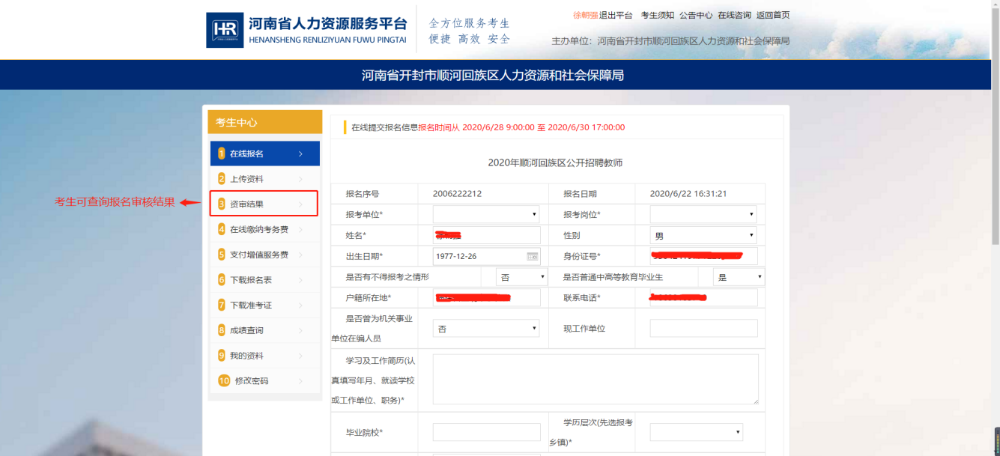 HR
河南省人力资源服务平台
HENANSHENG RENLIZIYUAN FUWU PINGTAI
全方位服务考生
便捷 高效 安全
徐朝强退出平台 考生须知 公告中心 在线咨询 返回首页
主办单位：河南省开封市顺河回族区人力资源和社会保障局
河南省开封市顺河回族区人力资源和社会保障局
考生中心
1 在线报名
2 上传资料
3 资审结果
4 在线缴纳考务费
5 支付增值服务费
6 下载报名表
7 下载准考证
8 成绩查询
9 我的资料
10 修改密码
考生可查询报名审核结果
在线提交报名信息报名时间从 2020/6/28 9:00:00 至 2020/6/30 17:00:00
2020年顺河回族区公开招聘教师
报名序号 2006222212 报名日期 2020/6/22 16:31:21
报考单位* 报考岗位*
姓名* 性别 男
出生日期* 1977-12-26 身份证号*
是否有不得报考之情形 否 是否普通中高等教育毕业生 是
户籍所在地* 联系电话*
是否曾为机关事业
单位在编人员 否 现工作单位
学习及工作简历(认
真填写年月、就读学校
或工作单位、职务)*
毕业院校* 学历层次(先选报考
乡镇)*